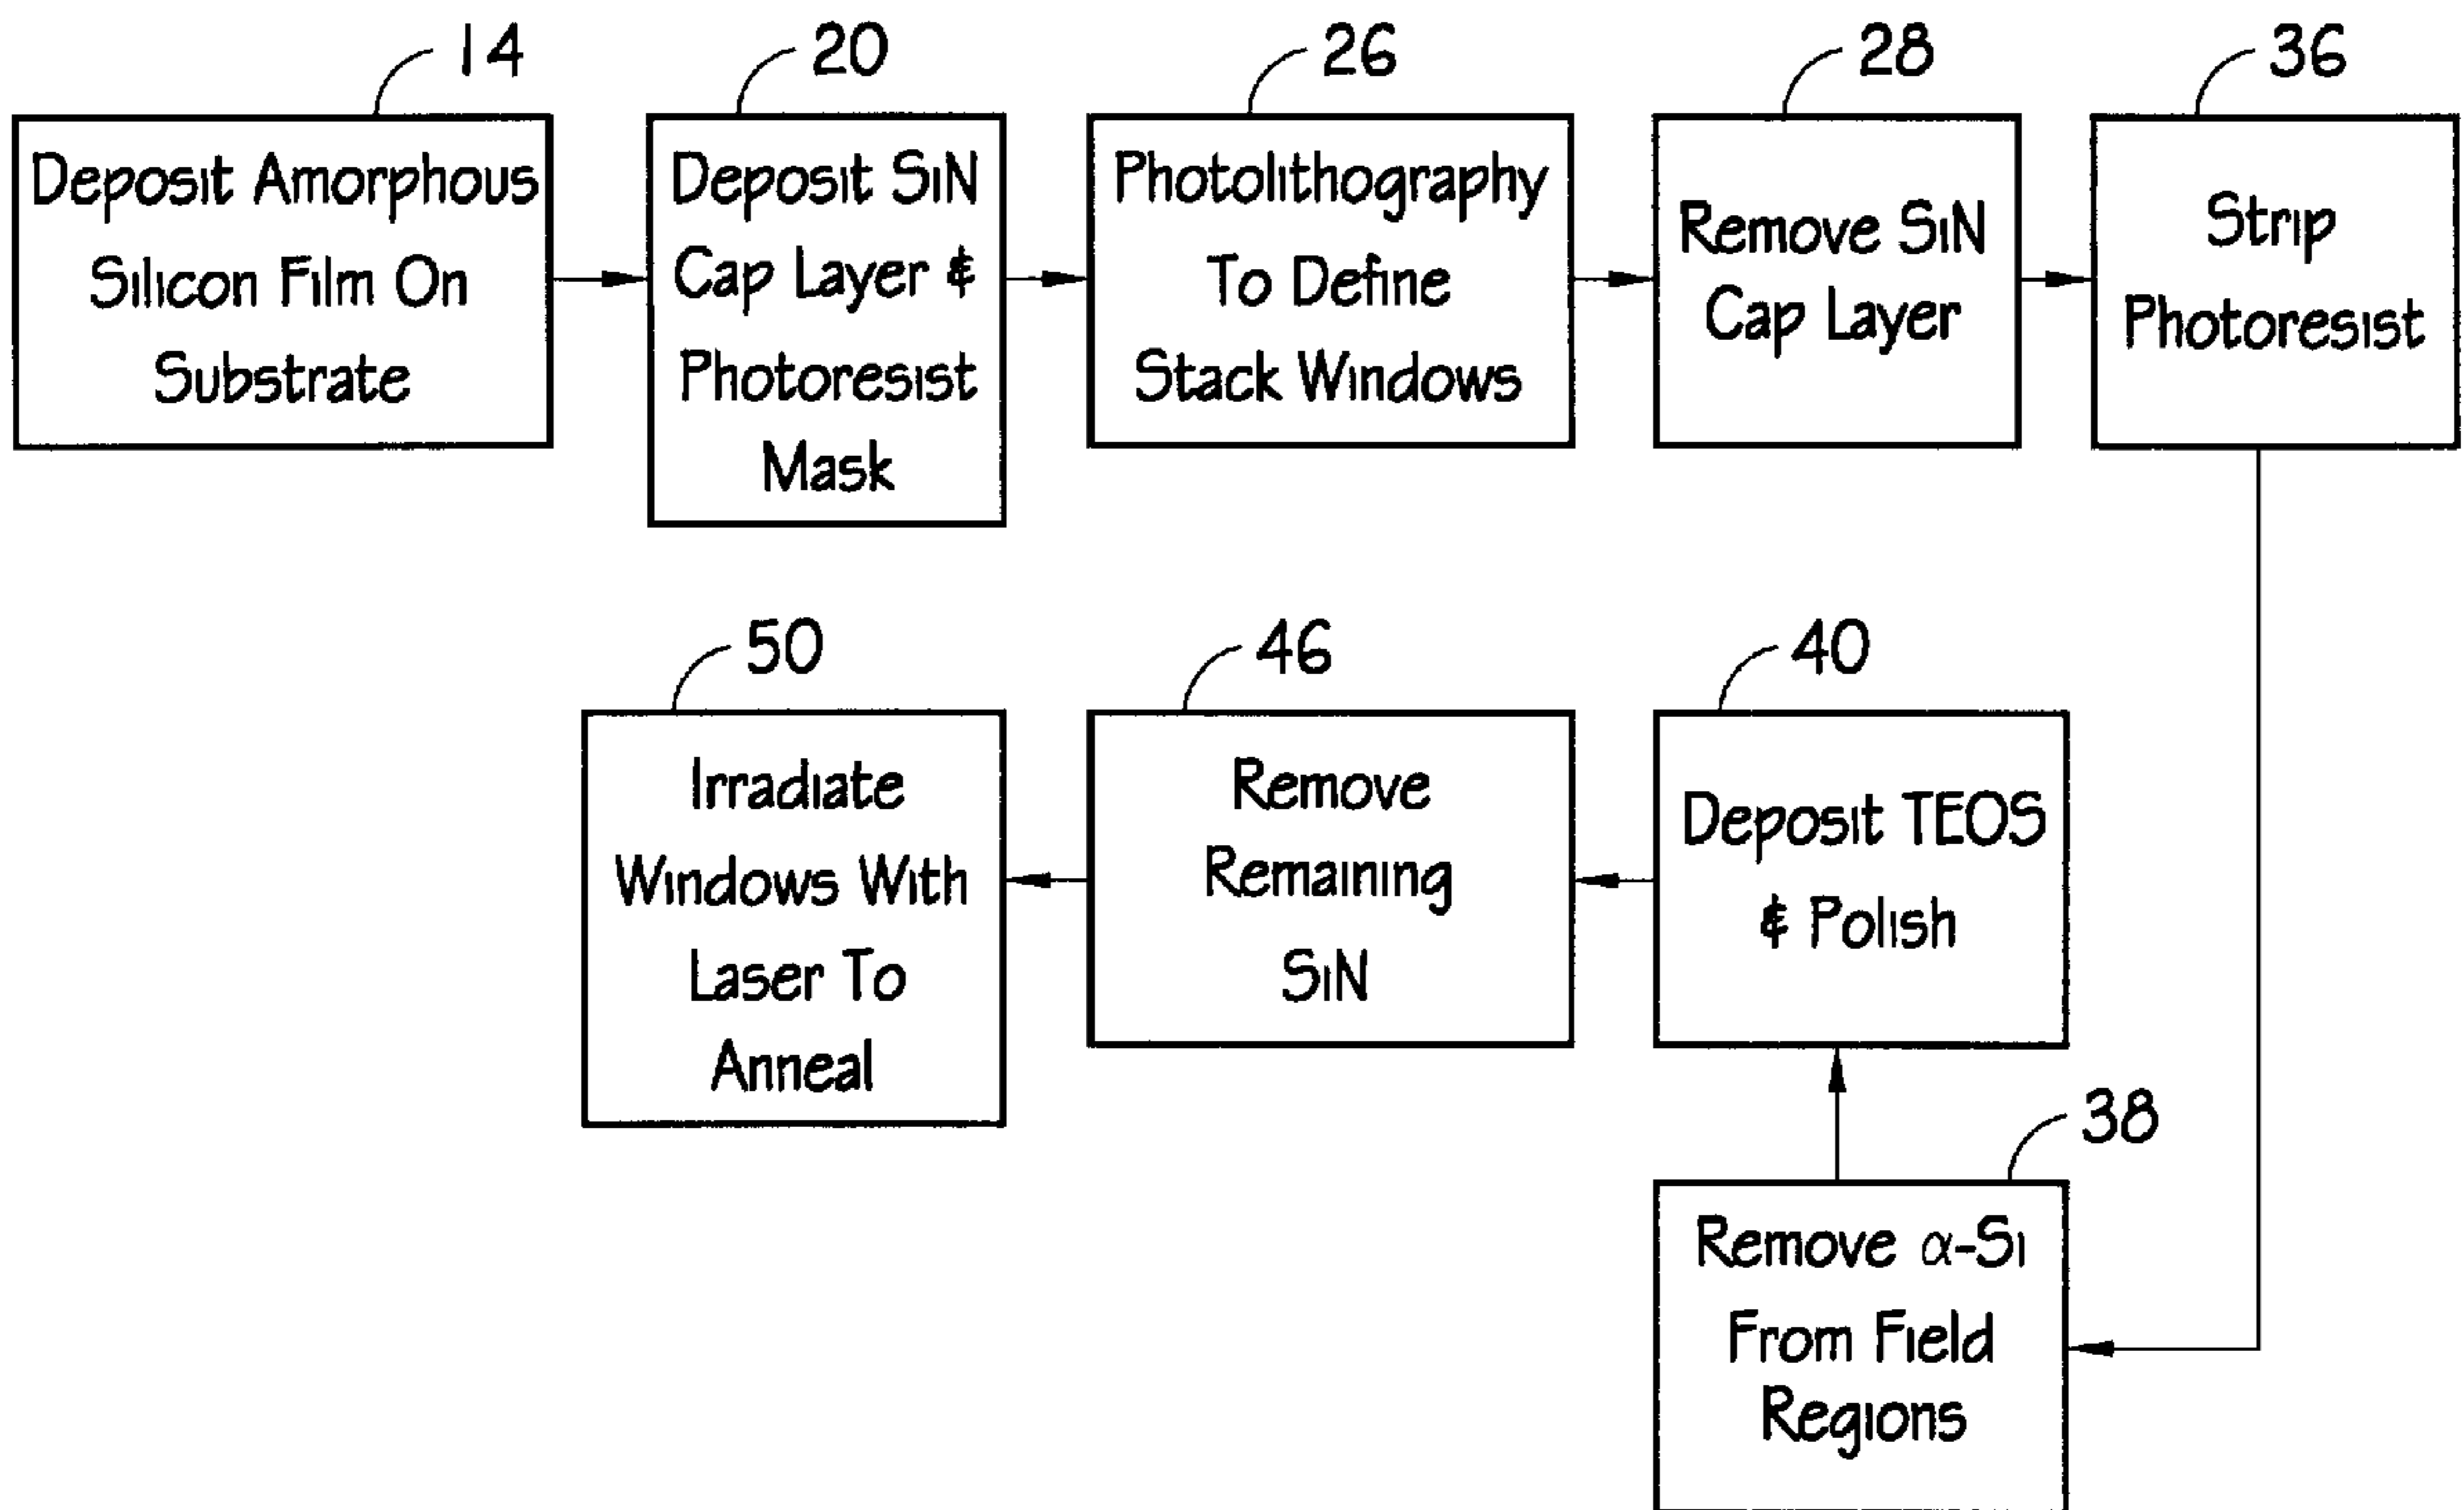 14
Deposit Amorphous
Silicon Film On
Substrate
20
Deposit SiN
Cap Layer &
Photoresist
Mask
26
Photolithography
To Define
Stack Windows
28
Remove SiN
Cap Layer
36
Strip
Photoresist
50
Irradiate
Windows With
Laser To
Anneal
46
Remove
Remaining
SiN
40
Deposit TEOS
& Polish
38
Remove α-Si
From Field
Regions